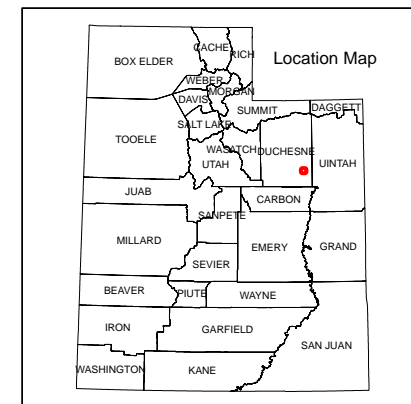 Location Map
BOX ELDER
CACHE
RICH
WEBER
MORGAN
DAVIS
SUMMIT
DAGGETT
SALT LAKE
TOOELE
WASATCH
DUCHESNE
UTAH
UINTAH
JUAB
CARBON
SANPETE
MILLARD
EMERY
GRAND
SEVIER
BEAVER
PIUTE
WAYNE
IRON
GARFIELD
SAN JUAN
WASHINGTON
KANE